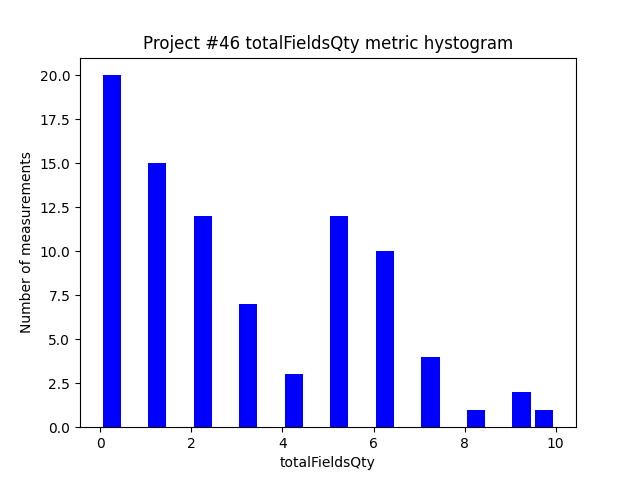 Project #46 totalFieldsQty metric hystogram
20.0
17.5
15.0
12.5
10.0
7.5
5.0
2.5
0.0
Number of measurements
0 2 4 6 8 10
totalFieldsQty